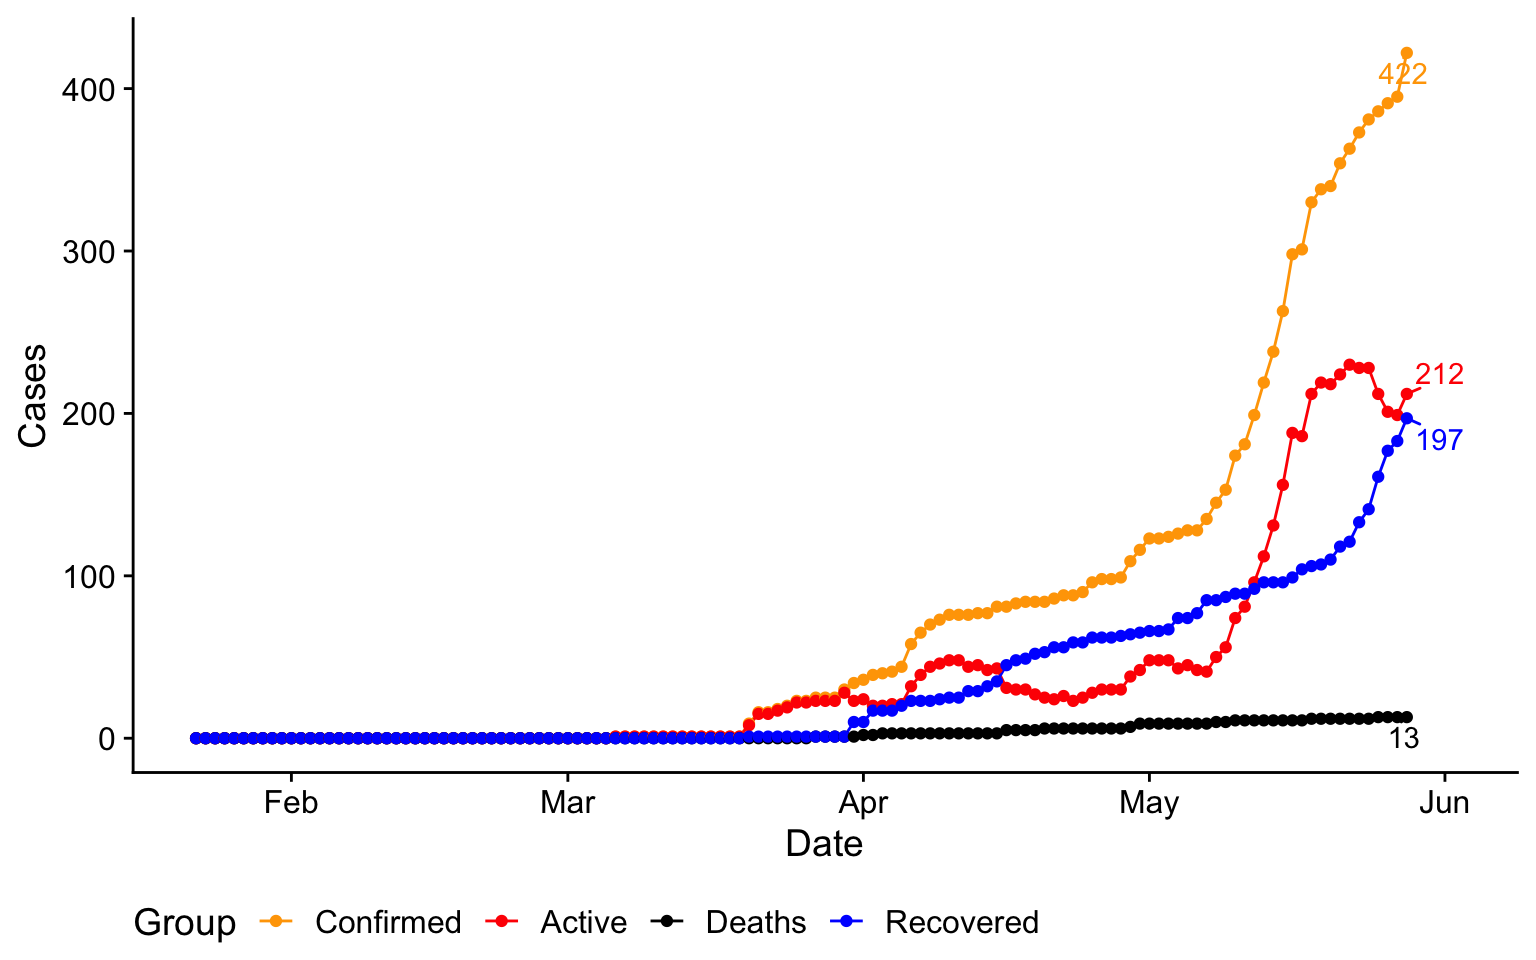 422
400
300
212
200
197
100
0
13
Cases
Feb Mar Apr May Jun
Date
Group Confirmed Active Deaths Recovered